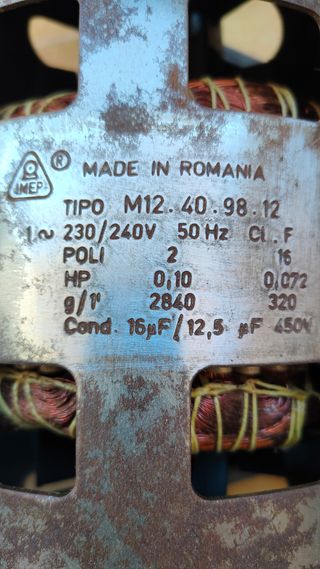 IMEP ® MADE IN ROMANIA
TIPO M12.40.98.12
1~ 230/240V 50 Hz Cl. F
POLI 2 16
HP 0,10 0,072
g/1' 2840 320
Cond. 16µF/12,5 µF 450V